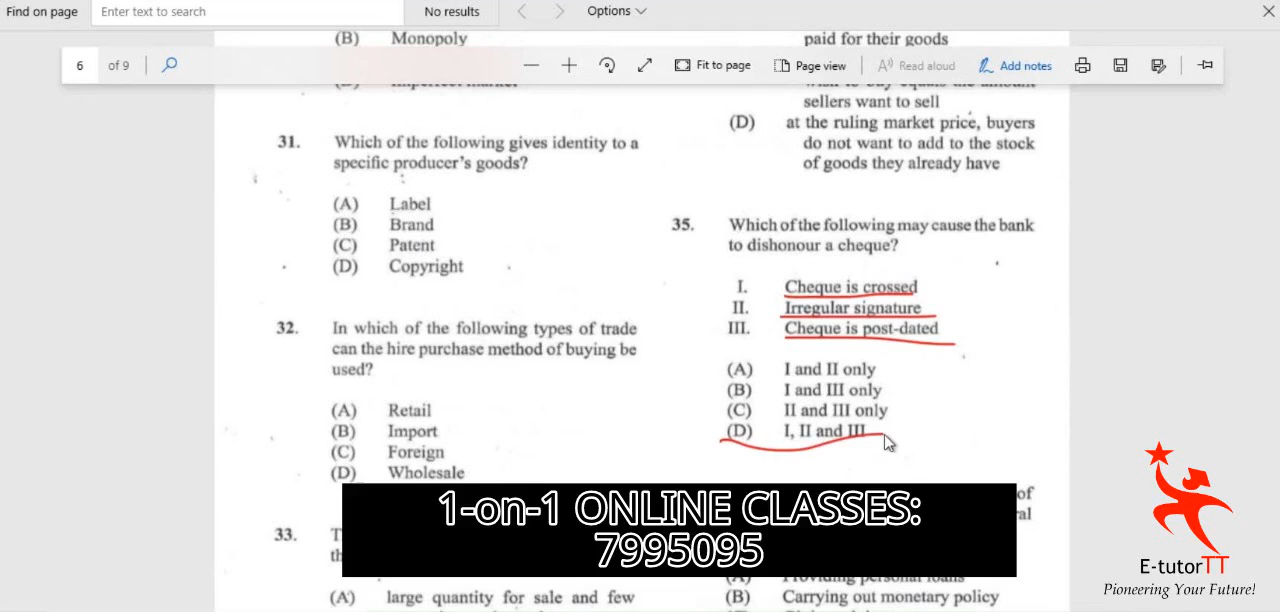 Find on page
Enter text to search
No results
Options
6 of 9
Fit to page
Page view
Read aloud
Add notes
(B) Monopoly
31. Which of the following gives identity to a
specific producer's goods?
(A) Label
(B) Brand
(C) Patent
(D) Copyright
32. In which of the following types of trade
can the hire purchase method of buying be
used?
(A) Retail
(B) Import
(C) Foreign
(D) Wholesale
33. T
th
(A) large quantity for sale and few
paid for their goods
sellers want to sell
(D) at the ruling market price, buyers
do not want to add to the stock
of goods they already have
35. Which of the following may cause the bank
to dishonour a cheque?
I. Cheque is crossed
II. Irregular signature
III. Cheque is post-dated
(A) I and II only
(B) I and III only
(C) II and III only
(D) I, II and III
of
al
(A) Providing personal loans
(B) Carrying out monetary policy
1-on-1 ONLINE CLASSES:
7995095
E-tutorTT
Pioneering Your Future!